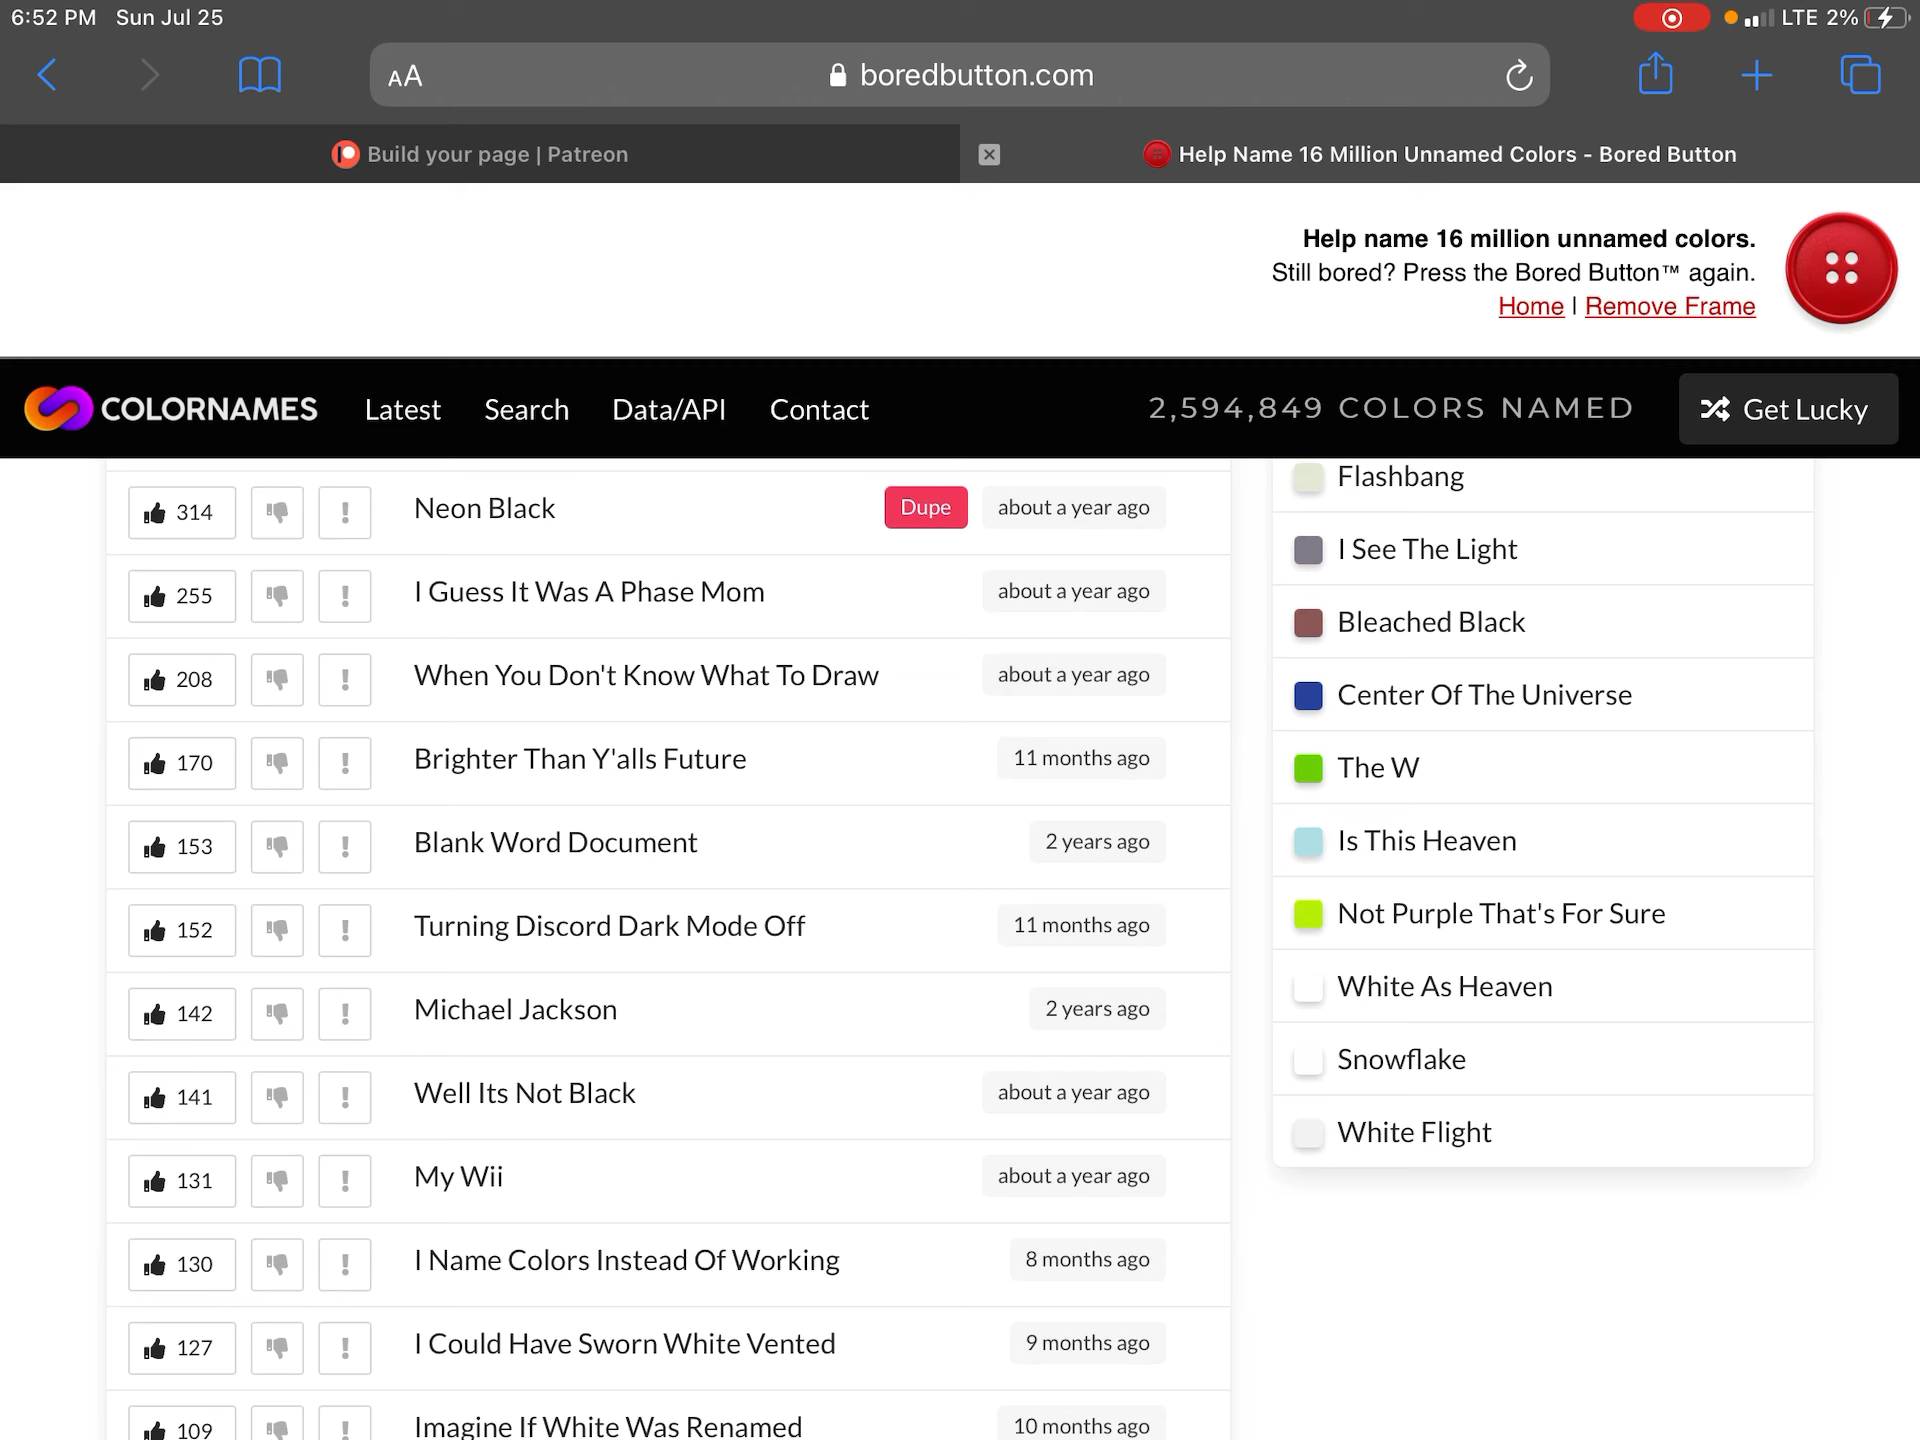 6:52 PM Sun Jul 25
LTE 2%
AA
boredbutton.com
Build your page | Patreon
Help Name 16 Million Unnamed Colors - Bored Button
Help name 16 million unnamed colors.
Still bored? Press the Bored Button™ again.
Home | Remove Frame
COLORNAMES
Latest
Search
Data/API
Contact
2,594,849 COLORS NAMED
Get Lucky
314 Neon Black Dupe about a year ago
255 I Guess It Was A Phase Mom about a year ago
208 When You Don't Know What To Draw about a year ago
170 Brighter Than Y'alls Future 11 months ago
153 Blank Word Document 2 years ago
152 Turning Discord Dark Mode Off 11 months ago
142 Michael Jackson 2 years ago
141 Well Its Not Black about a year ago
131 My Wii about a year ago
130 I Name Colors Instead Of Working 8 months ago
127 I Could Have Sworn White Vented 9 months ago
109 Imagine If White Was Renamed 10 months ago
Flashbang
I See The Light
Bleached Black
Center Of The Universe
The W
Is This Heaven
Not Purple That's For Sure
White As Heaven
Snowflake
White Flight